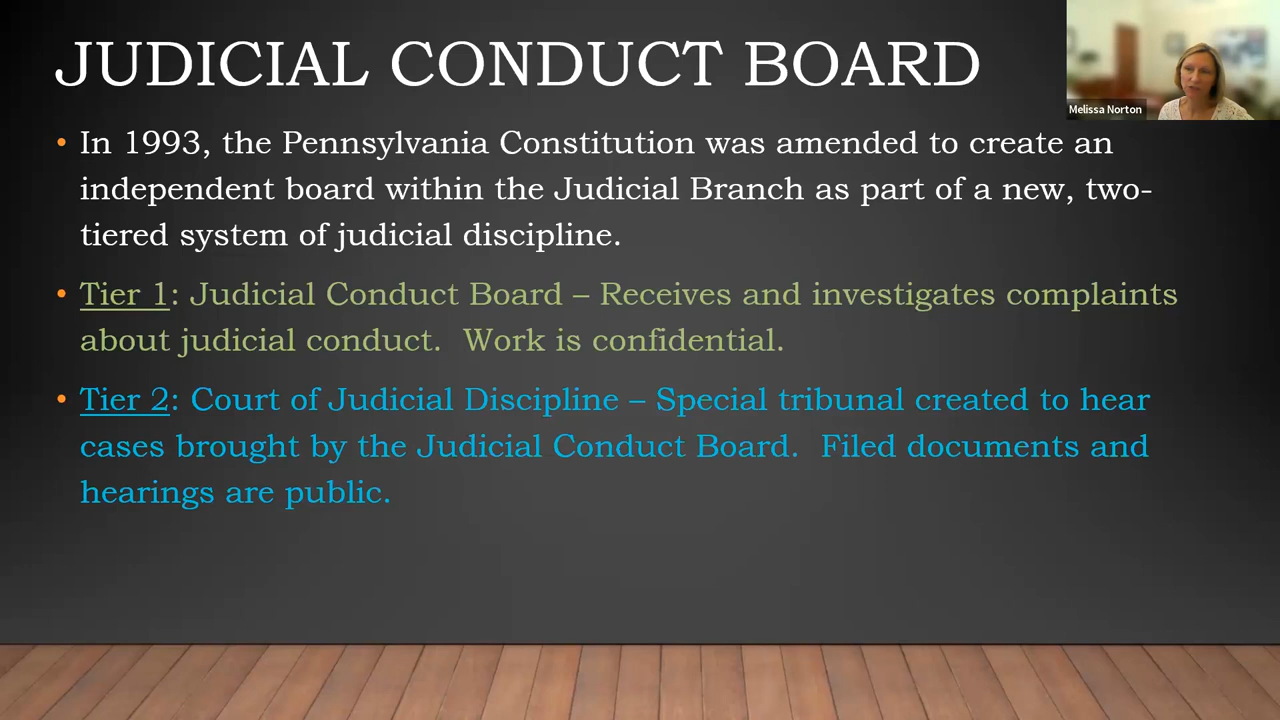 JUDICIAL CONDUCT BOARD
Melissa Norton
• In 1993, the Pennsylvania Constitution was amended to create an
independent board within the Judicial Branch as part of a new, two-
tiered system of judicial discipline.
• Tier 1: Judicial Conduct Board – Receives and investigates complaints
about judicial conduct.  Work is confidential.
• Tier 2: Court of Judicial Discipline – Special tribunal created to hear
cases brought by the Judicial Conduct Board.  Filed documents and
hearings are public.